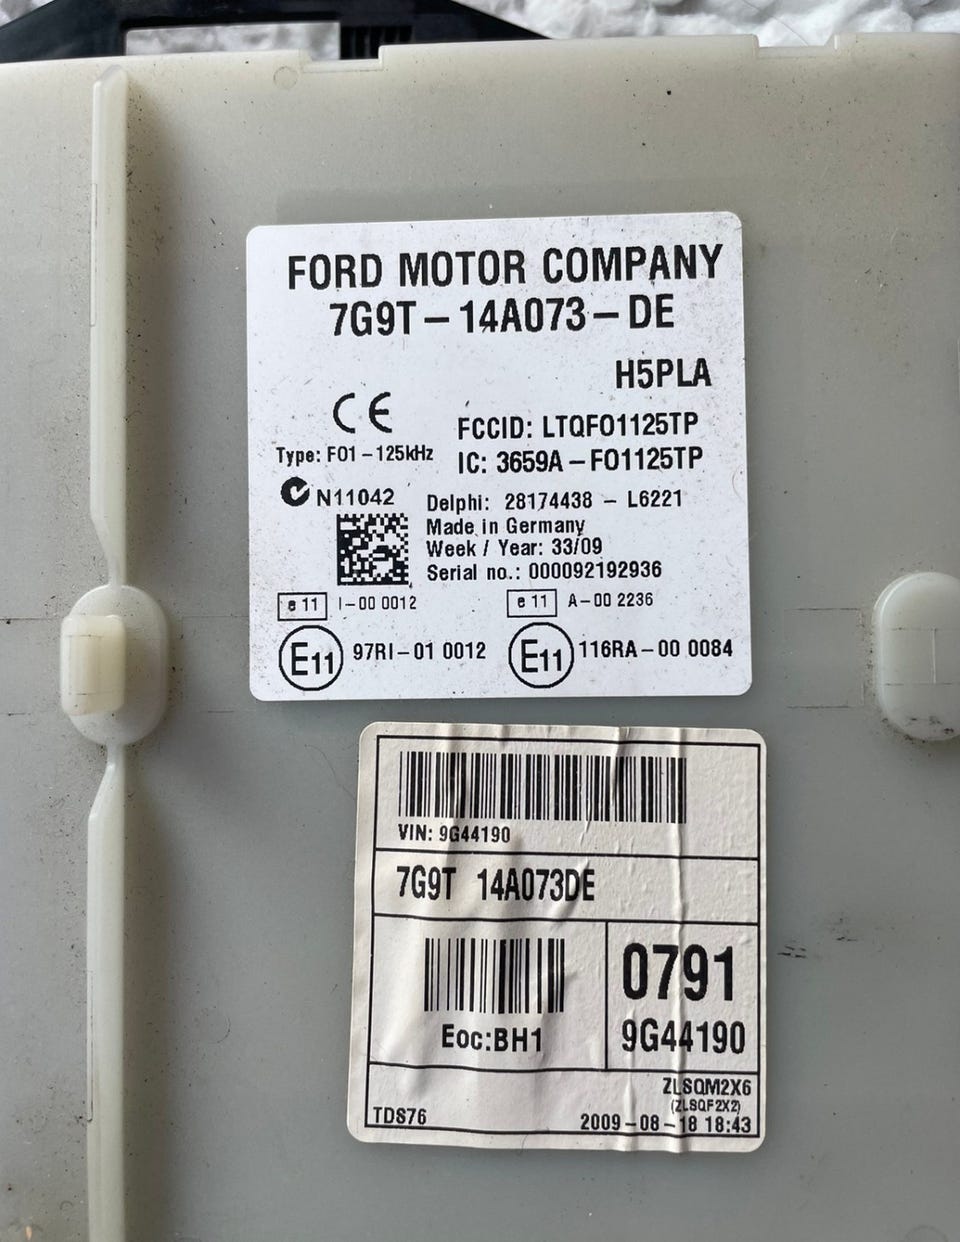 FORD MOTOR COMPANY
7G9T – 14A073 – DE
H5PLA
CE
FCCID: LTQFO1125TP
Type: FO1 – 125kHz
IC: 3659A – FO1125TP
N11042
Delphi: 28174438 – L6221
Made in Germany
Week / Year: 33/09
Serial no.: 000092192936
e 11 I – 00 0012
e 11 A – 00 2236
E11 97RI – 01 0012
E11 116RA – 00 0084
VIN: 9G44190
7G9T 14A073DE
0791
Eoc:BH1
9G44190
ZLSQM2X6
(ZLSQF2X2)
TDS76
2009 – 08 – 18 18:43